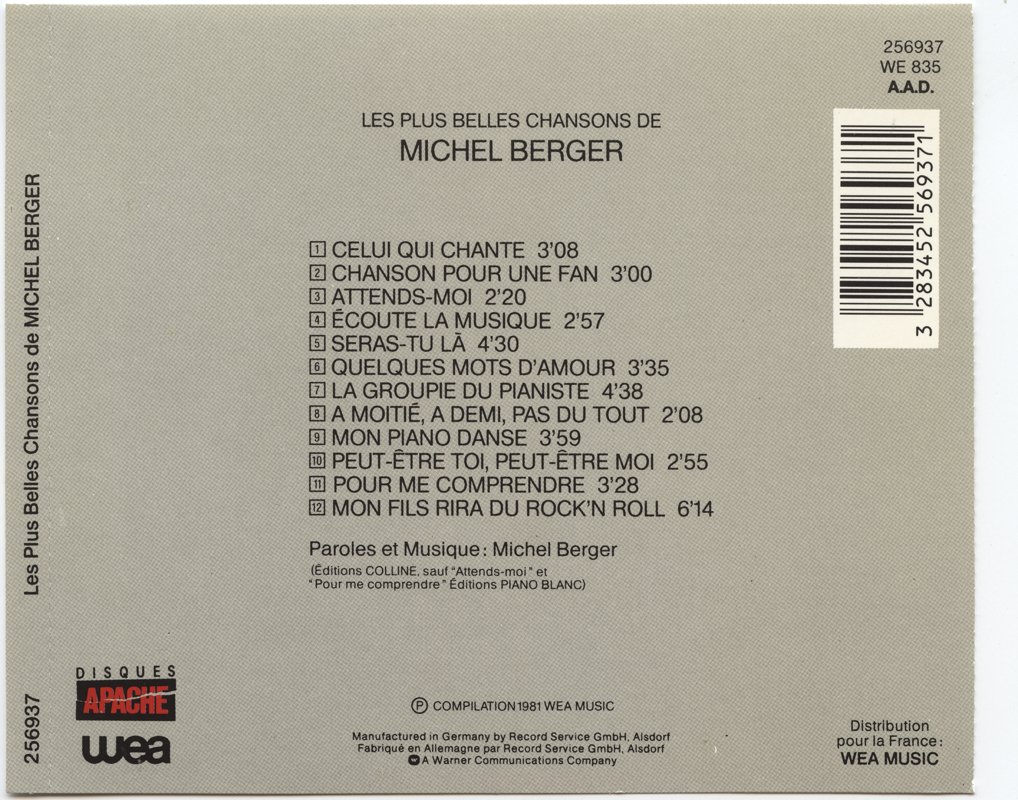 256937
WE 835
A.A.D.
3 283452 569371
LES PLUS BELLES CHANSONS DE
MICHEL BERGER
1 CELUI QUI CHANTE 3'08
2 CHANSON POUR UNE FAN 3'00
3 ATTENDS-MOI 2'20
4 ÉCOUTE LA MUSIQUE 2'57
5 SERAS-TU LÀ 4'30
6 QUELQUES MOTS D'AMOUR 3'35
7 LA GROUPIE DU PIANISTE 4'38
8 A MOITIÉ, A DEMI, PAS DU TOUT 2'08
9 MON PIANO DANSE 3'59
10 PEUT-ÊTRE TOI, PEUT-ÊTRE MOI 2'55
11 POUR ME COMPRENDRE 3'28
12 MON FILS RIRA DU ROCK'N ROLL 6'14
Paroles et Musique : Michel Berger
(Éditions COLLINE, sauf "Attends-moi" et
"Pour me comprendre" Éditions PIANO BLANC)
Les Plus Belles Chansons de MICHEL BERGER
256937
DISQUES
APACHE
wea
Ⓟ COMPILATION 1981 WEA MUSIC
Manufactured in Germany by Record Service GmbH, Alsdorf
Fabriqué en Allemagne par Record Service GmbH, Alsdorf
A Warner Communications Company
Distribution
pour la France :
WEA MUSIC